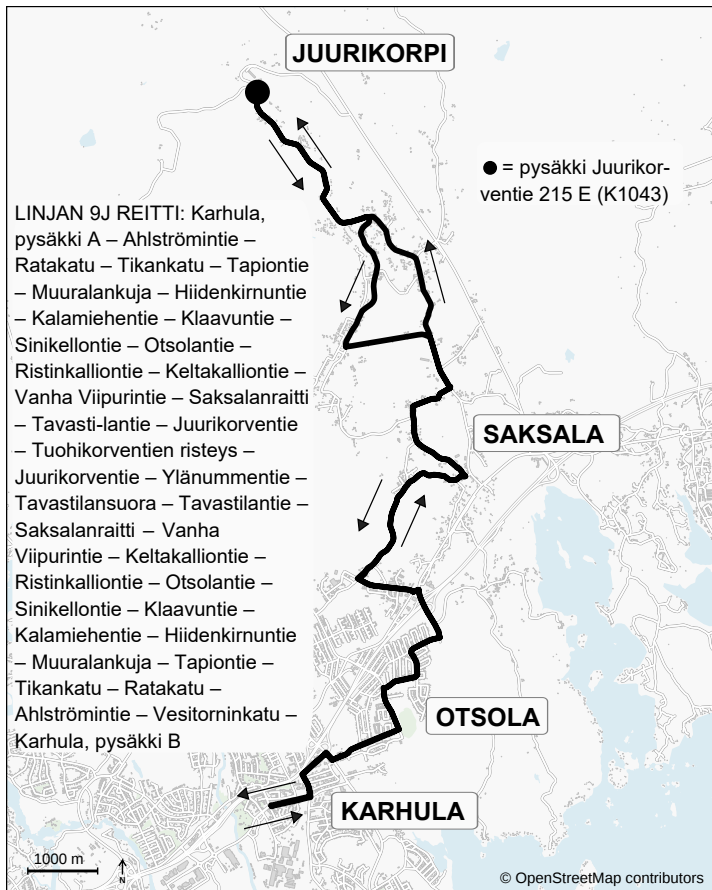 JUURIKORPI
● = pysäkki Juurikor-
ventie 215 E (K1043)
LINJAN 9J REITTI: Karhula,
pysäkki A – Ahlströmintie –
Ratakatu – Tikankatu – Tapiontie
– Muuralankuja – Hiidenkirnuntie
– Kalamiehentie – Klaavuntie –
Sinikellontie – Otsolantie –
Ristinkalliontie – Keltakalliontie –
Vanha Viipurintie – Saksalanraitti
– Tavasti-lantie – Juurikorventie
– Tuohikorventien risteys –
Juurikorventie – Ylänummentie –
Tavastilansuora – Tavastilantie –
Saksalanraitti – Vanha
Viipurintie – Keltakalliontie –
Ristinkalliontie – Otsolantie –
Sinikellontie – Klaavuntie –
Kalamiehentie – Hiidenkirnuntie
– Muuralankuja – Tapiontie –
Tikankatu – Ratakatu –
Ahlströmintie – Vesitorninkatu –
Karhula, pysäkki B
SAKSALA
OTSOLA
KARHULA
1000 m
N
© OpenStreetMap contributors